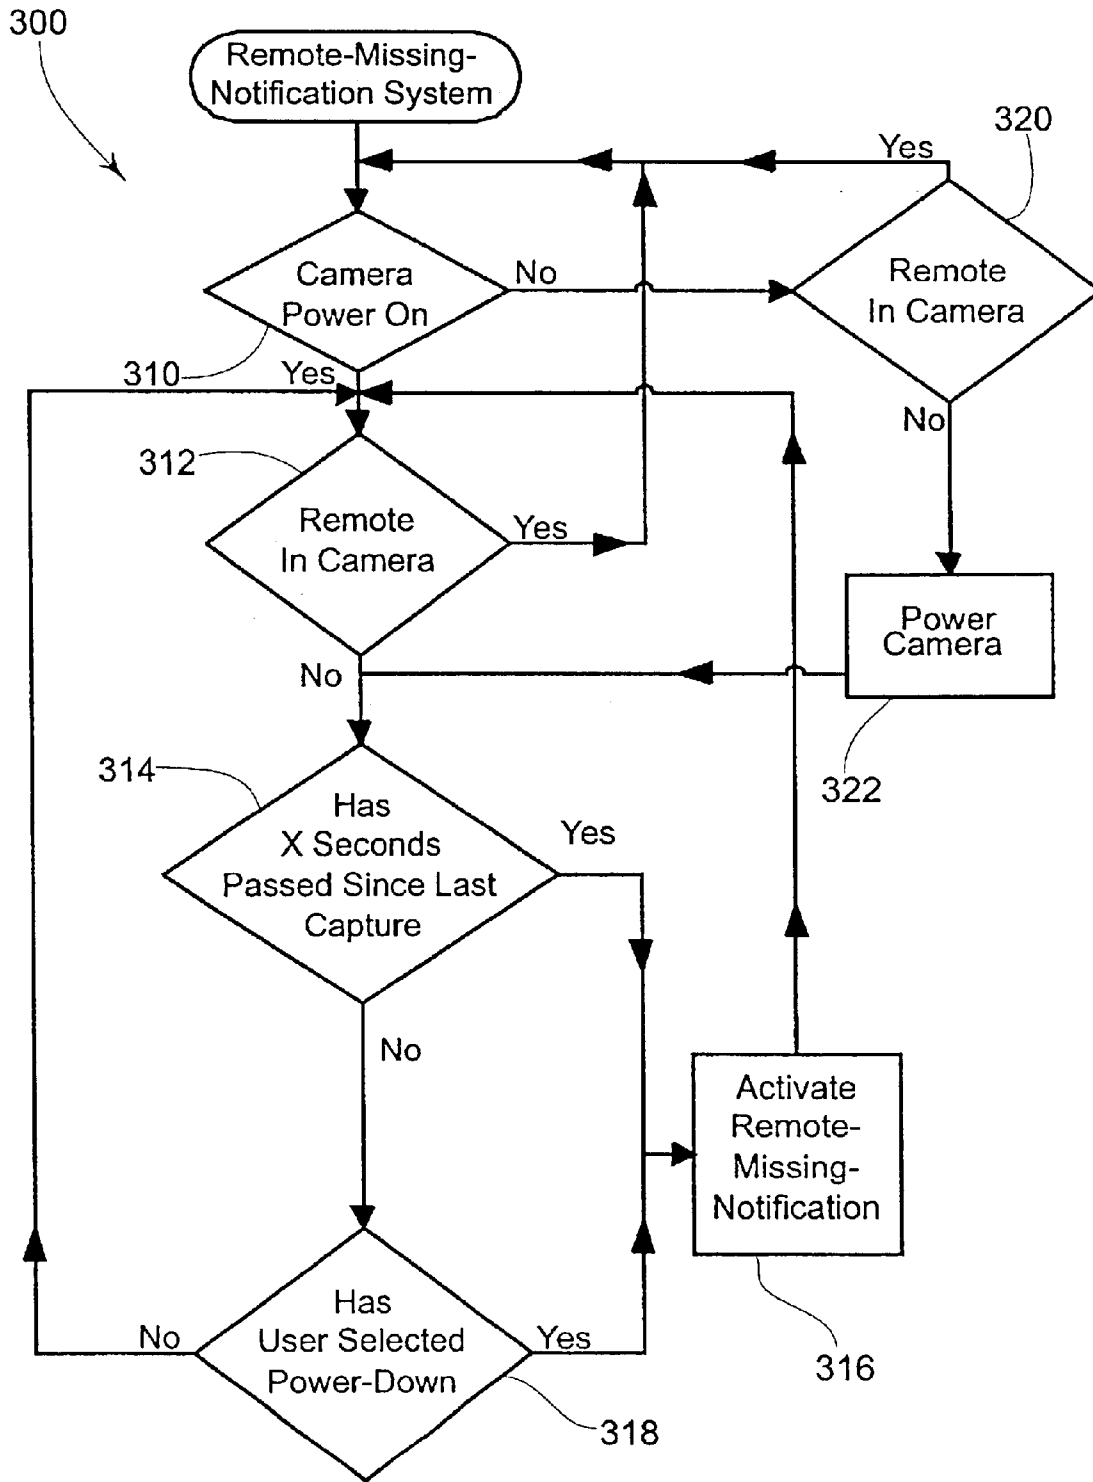 300
Remote-Missing-
Notification System
320
Yes
Camera
Power On
No
Remote
In Camera
310
Yes
No
312
Remote
In Camera
Yes
No
Power
Camera
322
314
Has
X Seconds
Passed Since Last
Capture
Yes
No
Activate
Remote-
Missing-
Notification
316
Has
User Selected
Power-Down
No
Yes
318